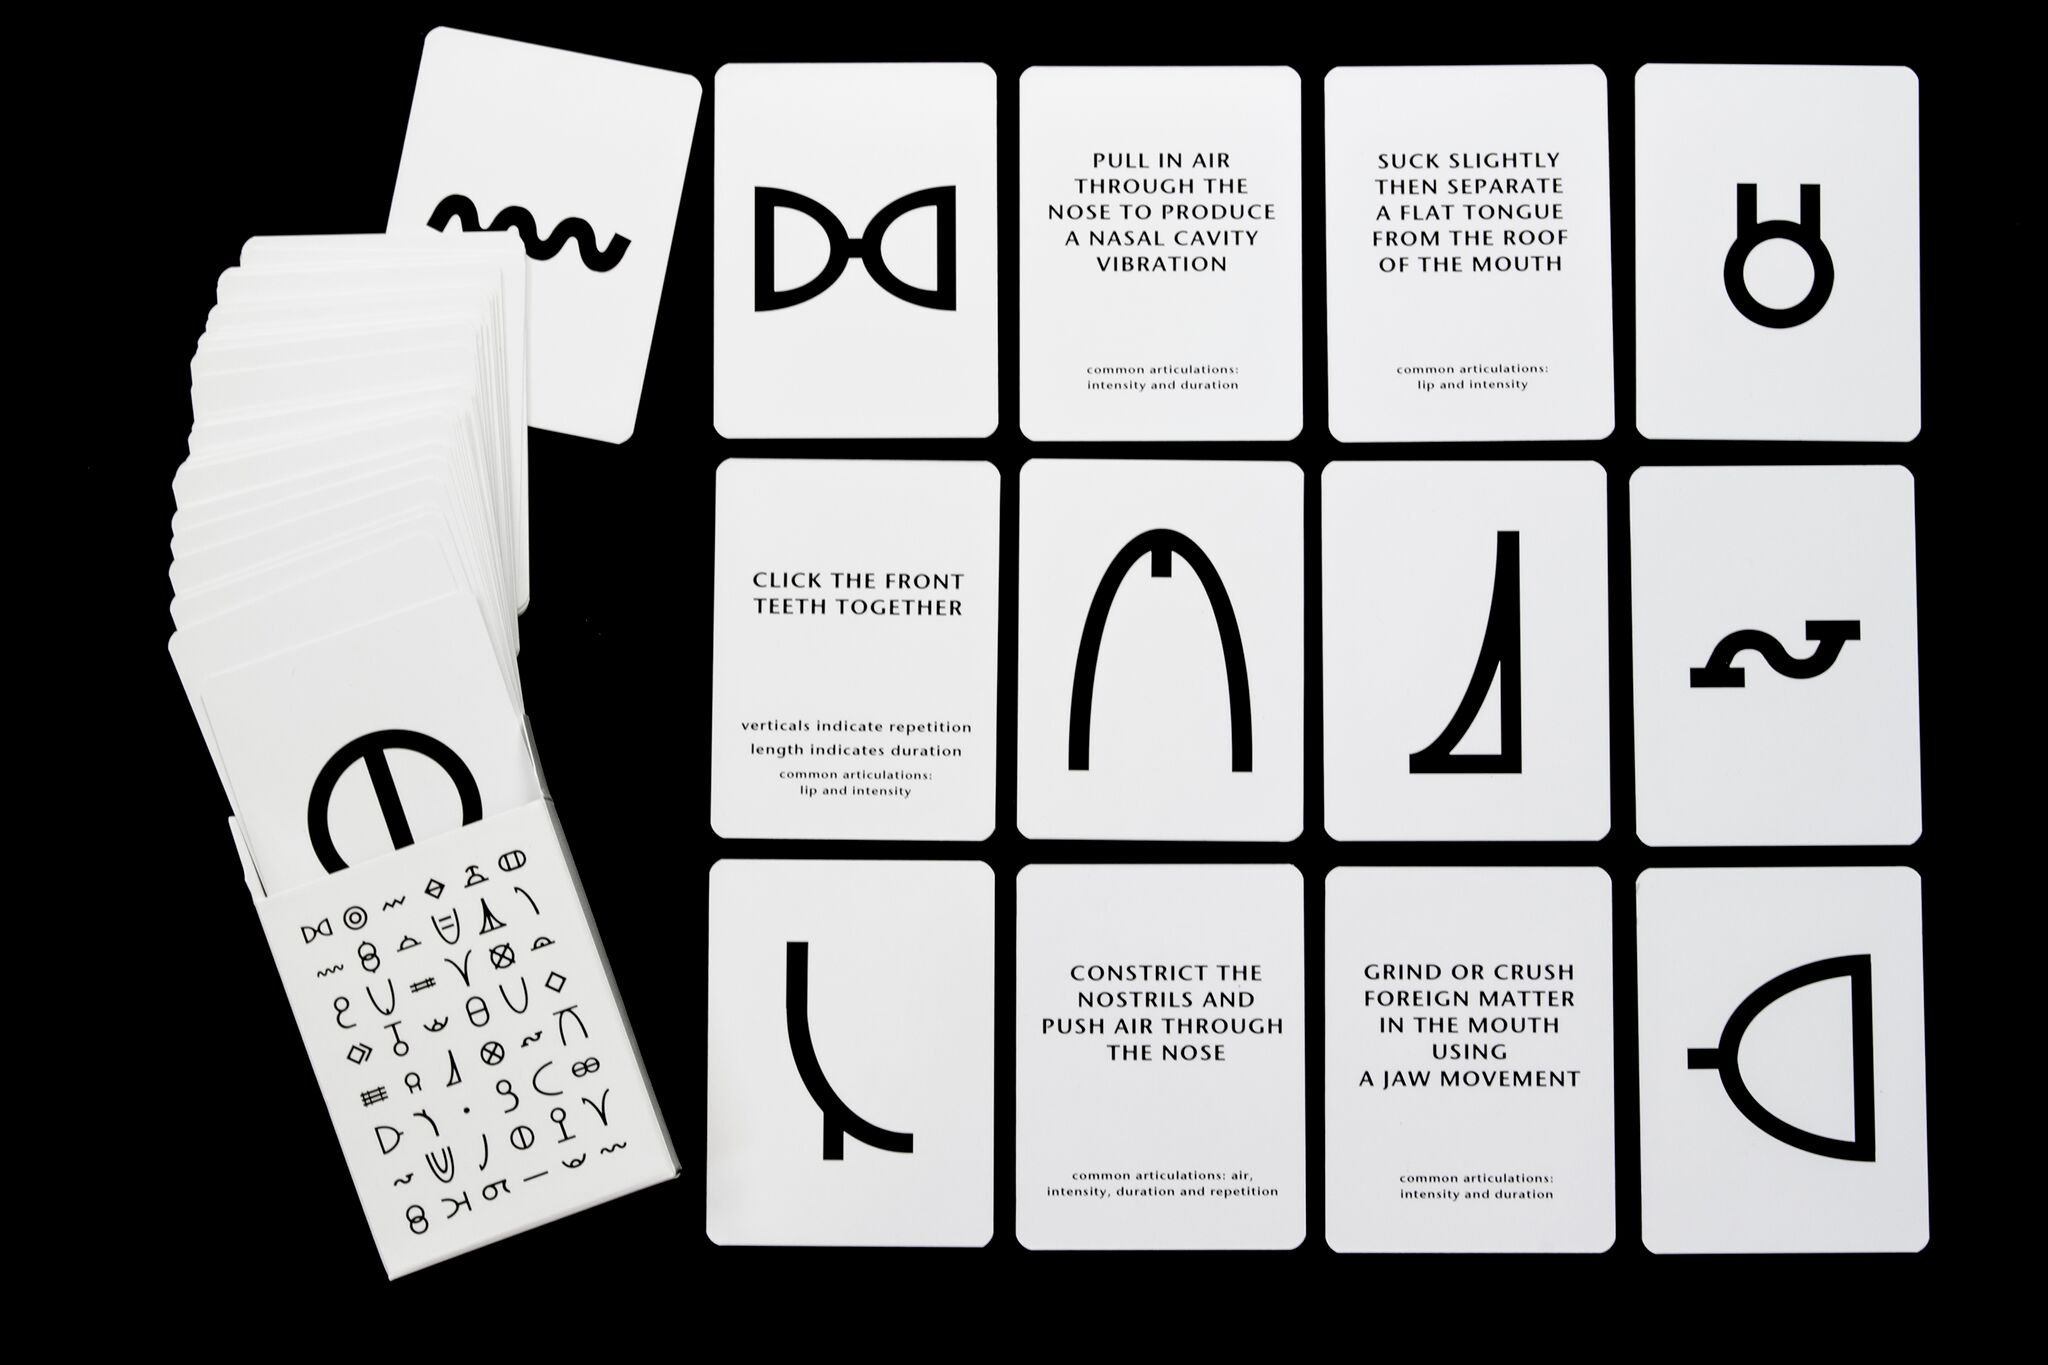 PULL IN AIR
THROUGH THE
NOSE TO PRODUCE
A NASAL CAVITY
VIBRATION
common articulations:
intensity and duration
SUCK SLIGHTLY
THEN SEPARATE
A FLAT TONGUE
FROM THE ROOF
OF THE MOUTH
common articulations:
lip and intensity
CLICK THE FRONT
TEETH TOGETHER
verticals indicate repetition
length indicates duration
common articulations:
lip and intensity
CONSTRICT THE
NOSTRILS AND
PUSH AIR THROUGH
THE NOSE
common articulations: air,
intensity, duration and repetition
GRIND OR CRUSH
FOREIGN MATTER
IN THE MOUTH
USING
A JAW MOVEMENT
common articulations:
intensity and duration